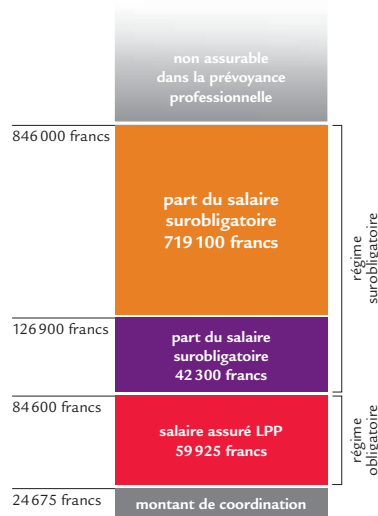 non assurable
dans la prévoyance
professionnelle
846 000 francs
part du salaire
surobligatoire
719 100 francs
régime
surobligatoire
126 900 francs
part du salaire
surobligatoire
42 300 francs
84 600 francs
salaire assuré LPP
59 925 francs
régime
obligatoire
24 675 francs
montant de coordination